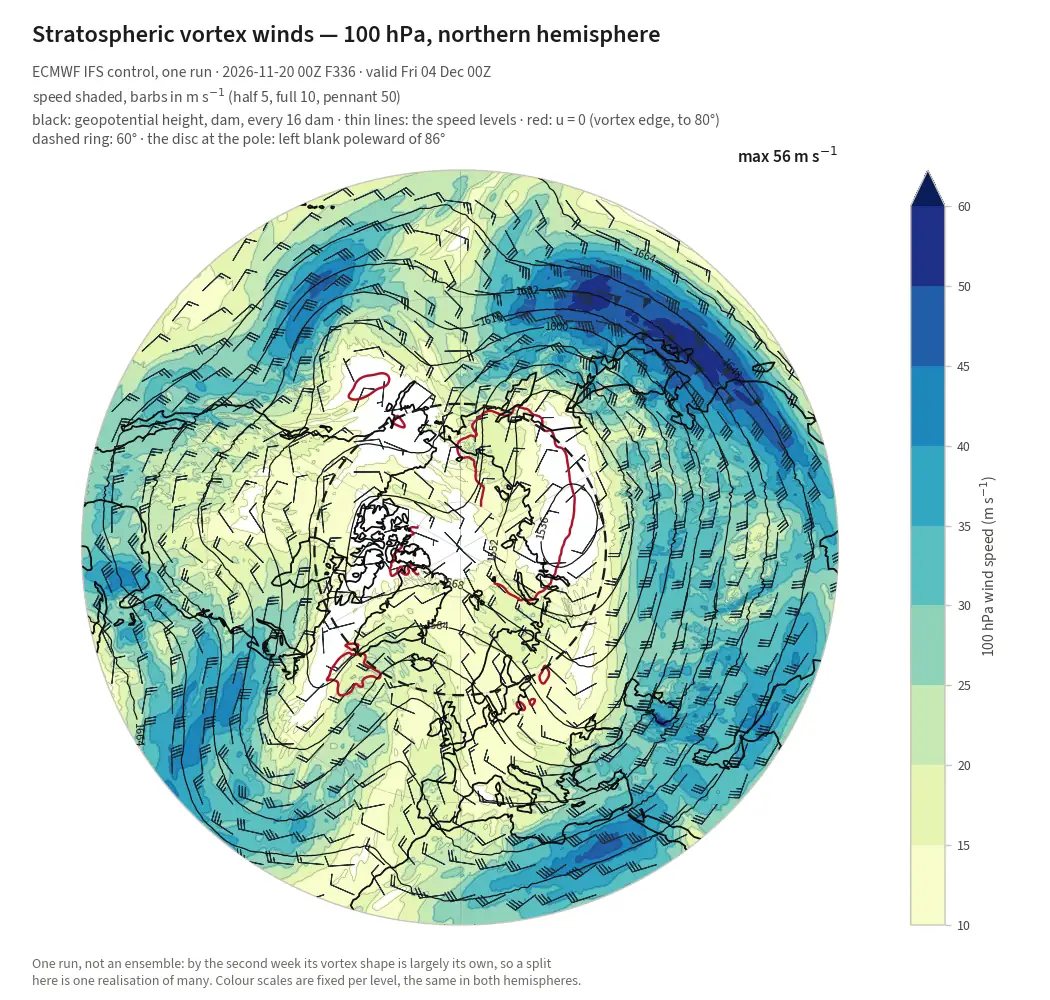 Stratospheric vortex winds — 100 hPa, northern hemisphere
ECMWF IFS control, one run · 2026-11-20 00Z F336 · valid Fri 04 Dec 00Z
speed shaded, barbs in m s⁻¹ (half 5, full 10, pennant 50)
black: geopotential height, dam, every 16 dam · thin lines: the speed levels · red: u = 0 (vortex edge, to 80°)
dashed ring: 60° · the disc at the pole: left blank poleward of 86°
max 56 m s⁻¹
60
50
45
40
35
30
25
20
15
10
100 hPa wind speed (m s⁻¹)
1664
1600
1536
1552
1584
1664
One run, not an ensemble: by the second week its vortex shape is largely its own, so a split
here is one realisation of many. Colour scales are fixed per level, the same in both hemispheres.